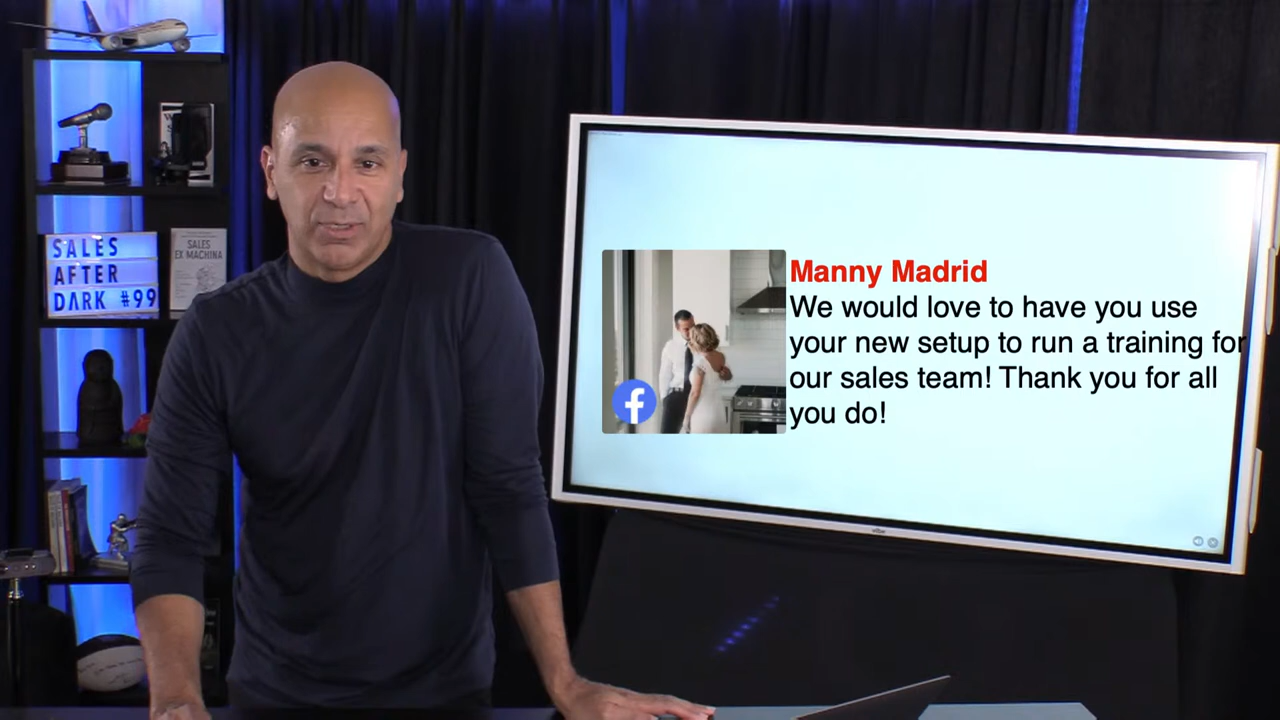 SALES
AFTER
DARK #99
SALES
EX MACHINA
Manny Madrid
We would love to have you use
your new setup to run a training for
our sales team! Thank you for all
you do!